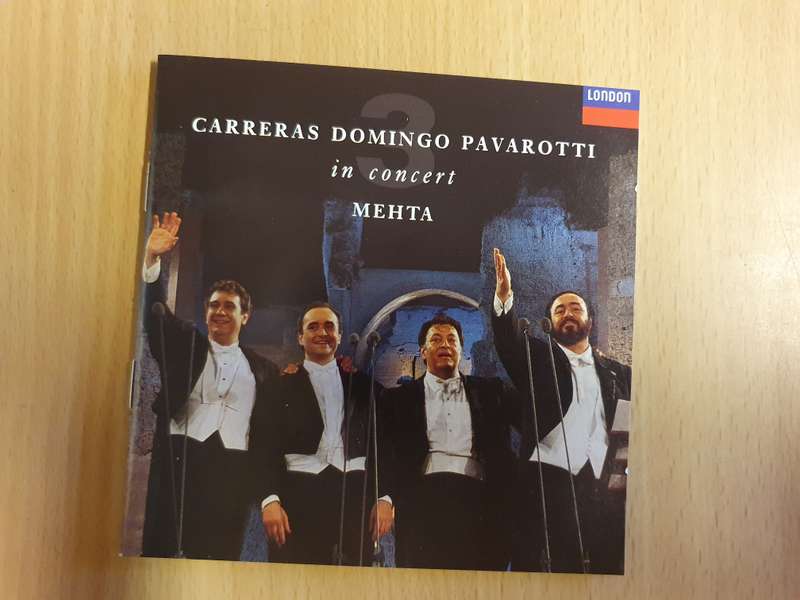 LONDON
3
CARRERAS DOMINGO PAVAROTTI
in concert
MEHTA